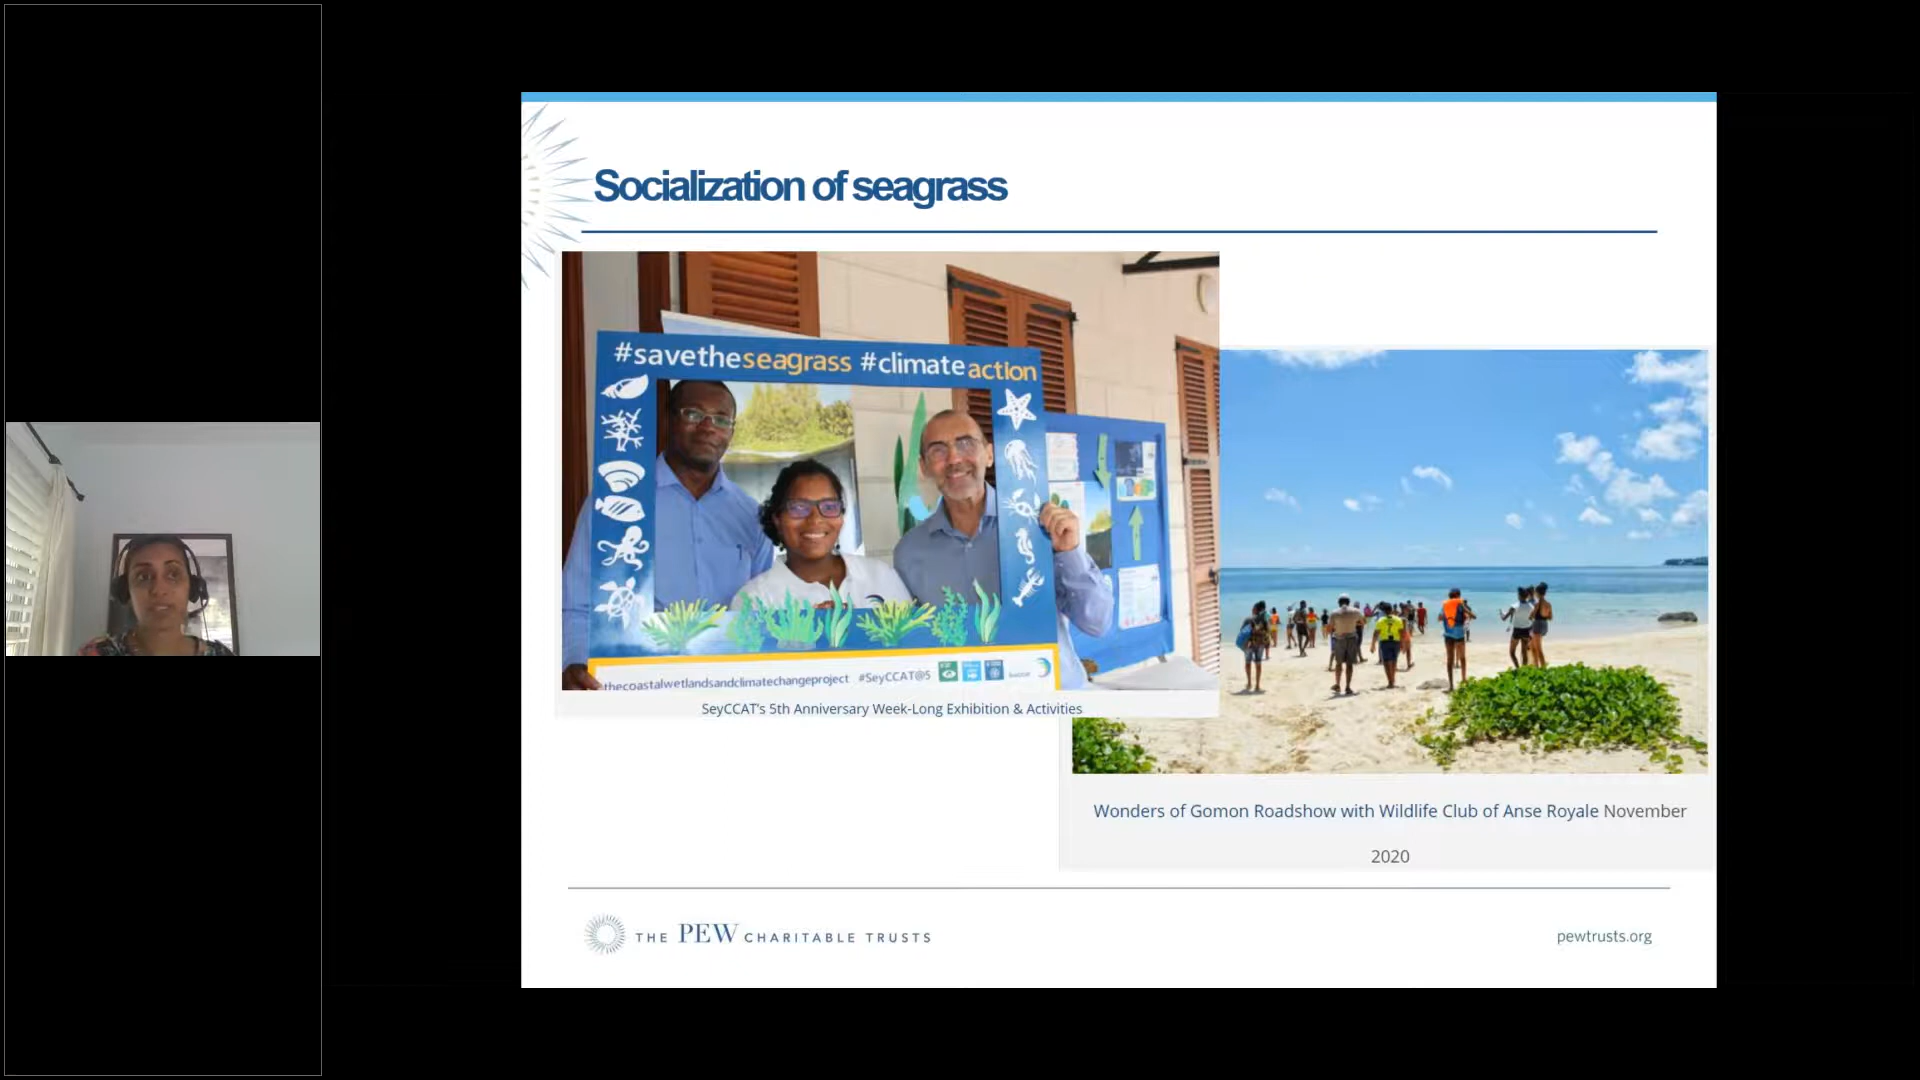 Socialization of seagrass
#savetheseagrass #climateaction
thecoastalwetlandsandclimatechangeproject #SeyCCAT@5
SeyCCAT's 5th Anniversary Week-Long Exhibition & Activities
Wonders of Gomon Roadshow with Wildlife Club of Anse Royale November
2020
THE PEW CHARITABLE TRUSTS
pewtrusts.org